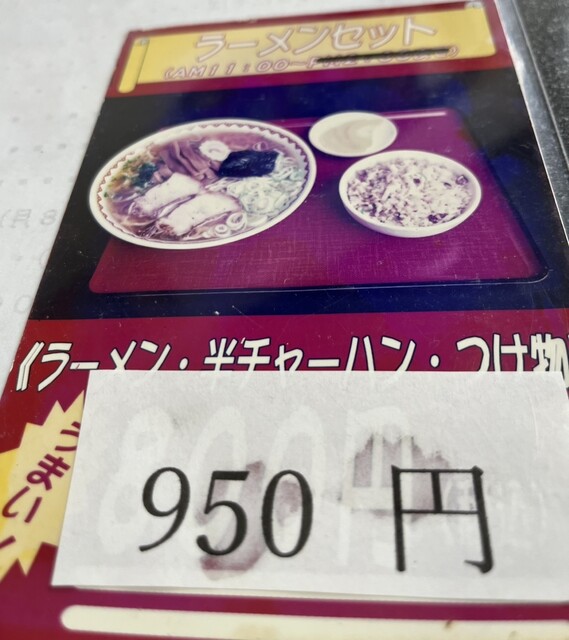 ラーメンセット
(AM11:00~
《ラーメン・半チャーハン・つけ物
うまい
950 円